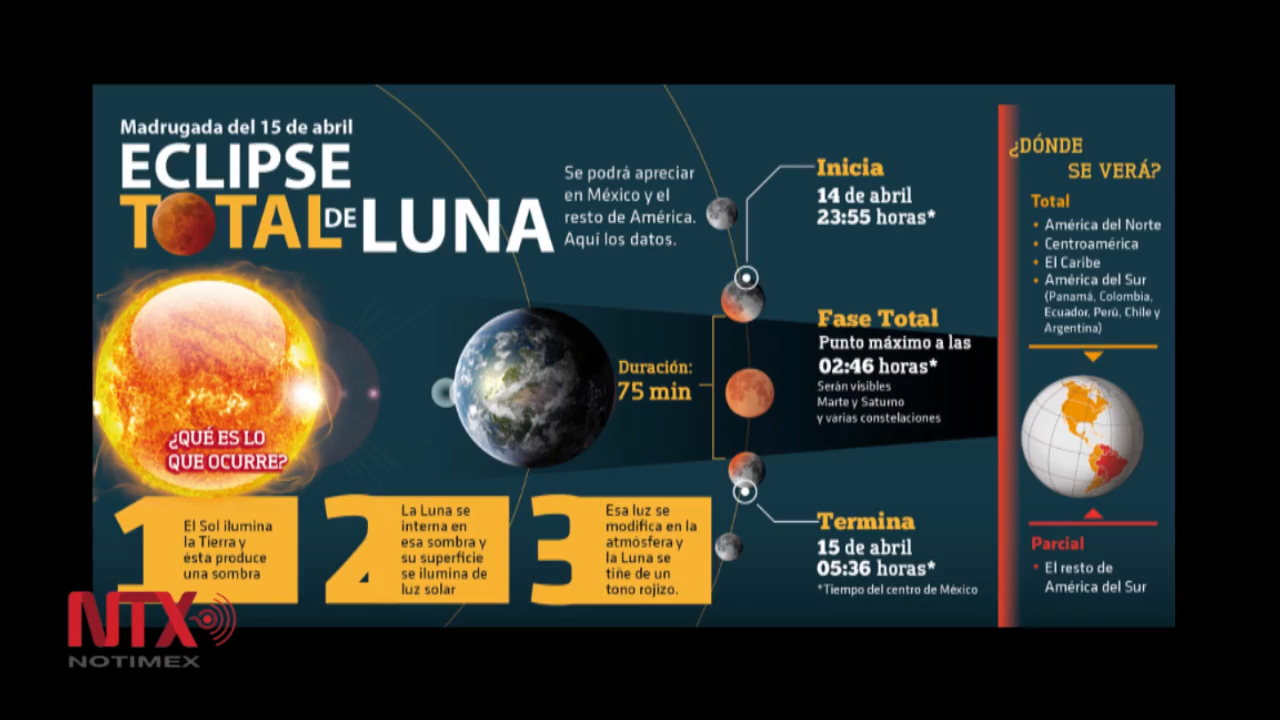 Madrugada del 15 de abril
ECLIPSE
TOTAL DE LUNA
Se podrá apreciar
en México y el
resto de América.
Aquí los datos.
¿QUÉ ES LO
QUE OCURRE?
1
El Sol ilumina
la Tierra y
ésta produce
una sombra
2
La Luna se
interna en
esa sombra y
su superficie
se ilumina de
luz solar
3
Esa luz se
modifica en la
atmósfera y
la Luna se
tiñe de un
tono rojizo.
Duración:
75 min
Inicia
14 de abril
23:55 horas*
Fase Total
Punto máximo a las
02:46 horas*
Serán visibles
Marte y Saturno
y varias constelaciones
Termina
15 de abril
05:36 horas*
*Tiempo del centro de México
¿DÓNDE
SE VERÁ?
Total
• América del Norte
• Centroamérica
• El Caribe
• América del Sur
(Panamá, Colombia,
Ecuador, Perú, Chile y
Argentina)
Parcial
• El resto de
América del Sur
NTX
NOTIMEX